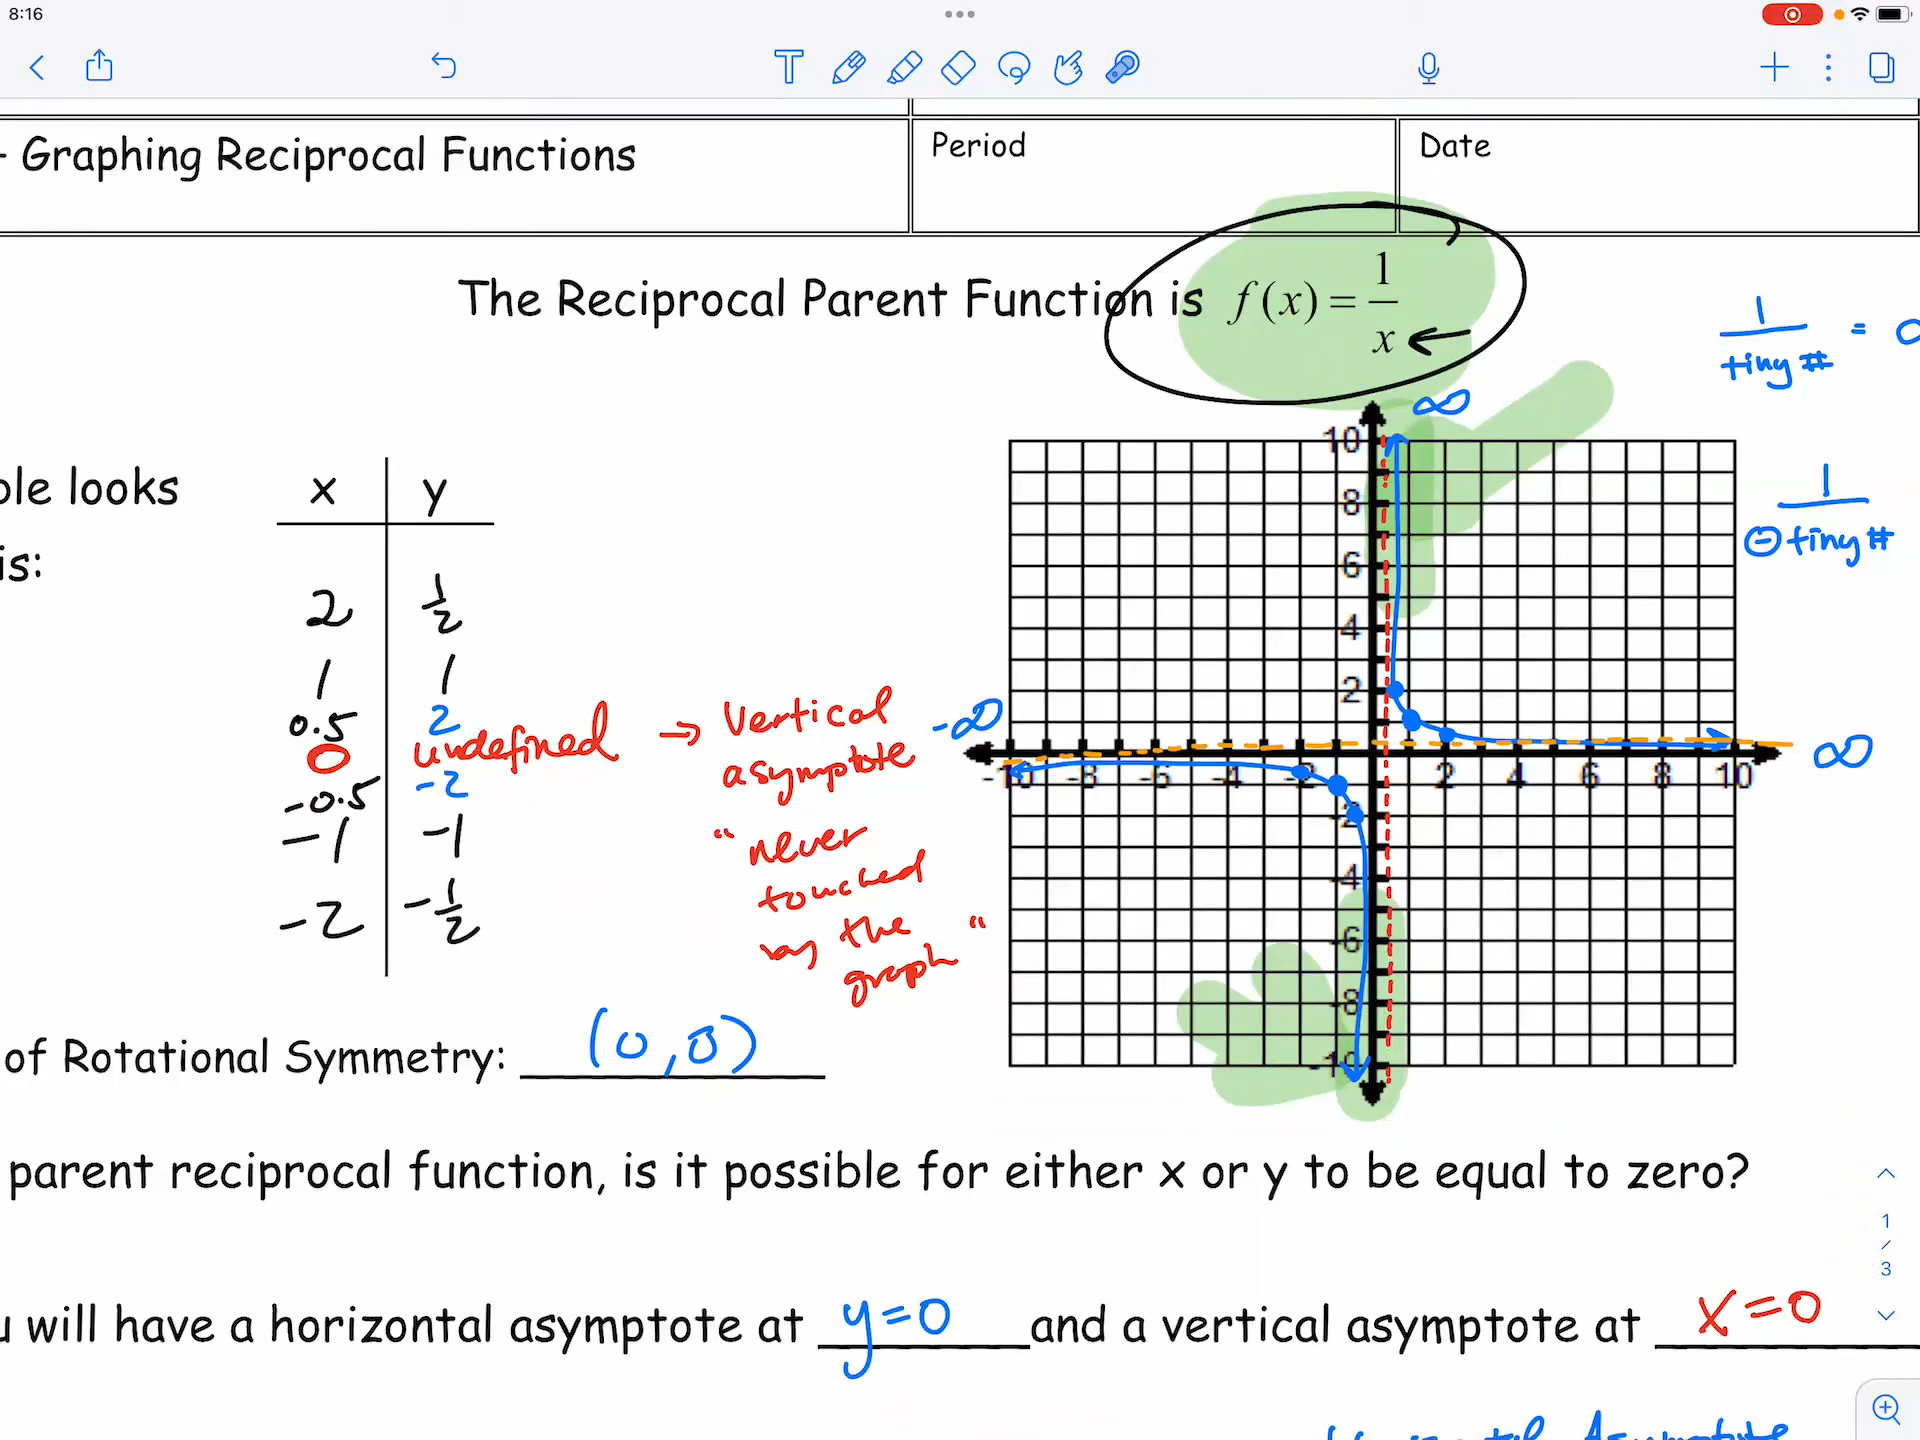 8:16
- Graphing Reciprocal Functions
Period
Date
The Reciprocal Parent Function is f(x) = 1/x
1/tiny # =
∞
ole looks
is:
x y
2 1/2
1 1
0.5 2
0 undefined → Vertical asymptote
-0.5 -2
-1 -1
-2 -1/2
"never
touched
by the
graph"
1/⊖tiny #
-∞
∞
10
8
6
4
2
-10 -8 -6 -4 -2 2 4 6 8 10
-2
-4
-6
-8
-10
of Rotational Symmetry: (0,0)
parent reciprocal function, is it possible for either x or y to be equal to zero?
1
/
3
u will have a horizontal asymptote at y=0 and a vertical asymptote at x=0
Asymptote